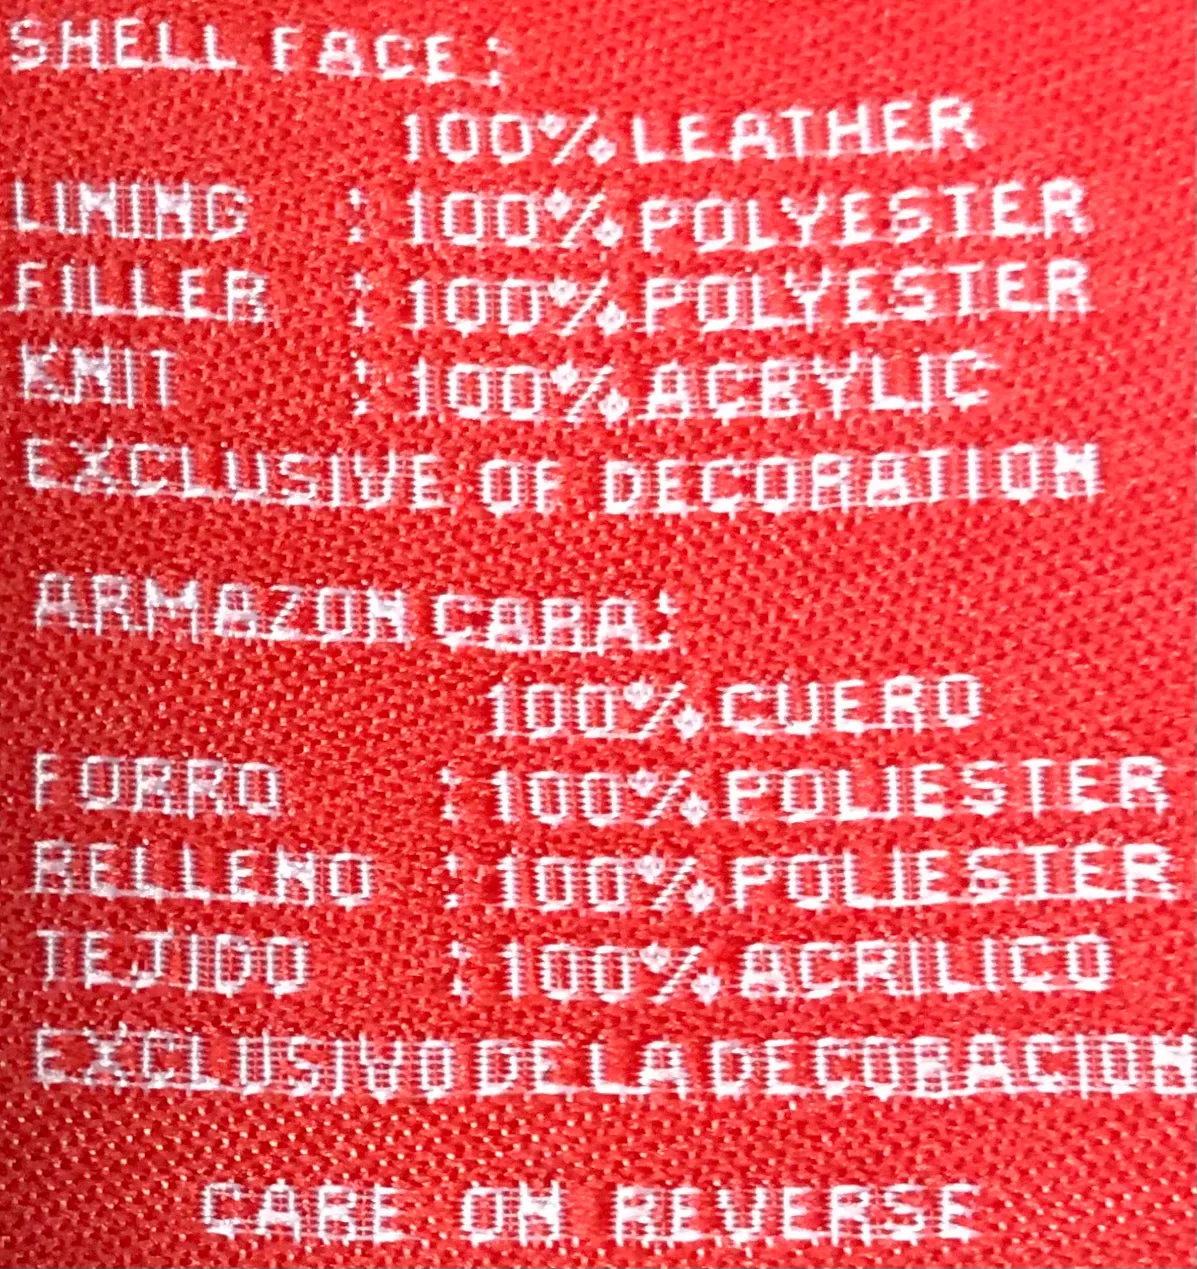 SHELL FACE:
100% LEATHER
LINING : 100% POLYESTER
FILLER : 100% POLYESTER
KNIT : 100% ACRYLIC
EXCLUSIVE OF DECORATION
ARMAZON CARA:
100% CUERO
FORRO : 100% POLIESTER
RELLENO : 100% POLIESTER
TEJIDO : 100% ACRILICO
EXCLUSIVO DE LA DECORACION
CARE ON REVERSE